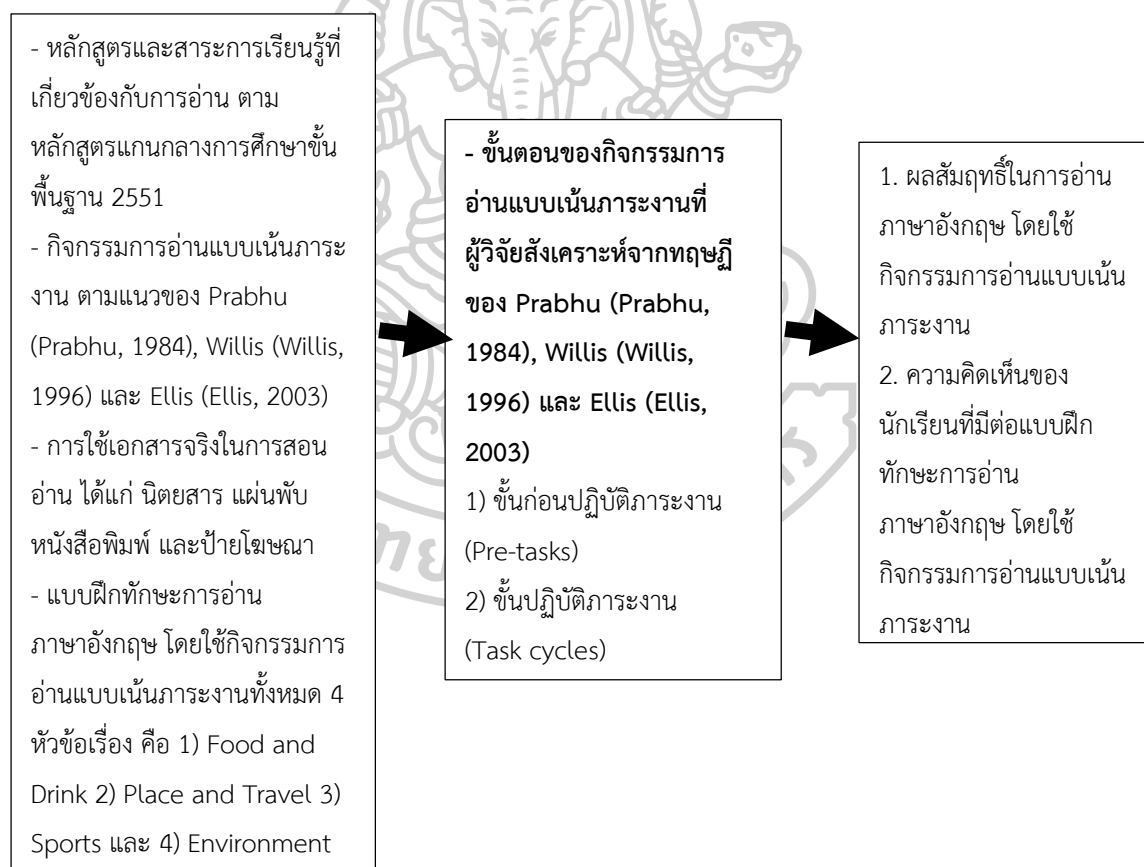 - หลักสูตรและสาระการเรียนรู้ที่
เกี่ยวข้องกับการอ่าน ตาม
หลักสูตรแกนกลางการศึกษาขั้น
พื้นฐาน 2551
- กิจกรรมการอ่านแบบเน้นภาระ
งาน ตามแนวของ Prabhu
(Prabhu, 1984), Willis (Willis,
1996) และ Ellis (Ellis, 2003)
- การใช้เอกสารจริงในการสอน
อ่าน ได้แก่ นิตยสาร แผ่นพับ
หนังสือพิมพ์ และป้ายโฆษณา
- แบบฝึกทักษะการอ่าน
ภาษาอังกฤษ โดยใช้กิจกรรมการ
อ่านแบบเน้นภาระงานทั้งหมด 4
หัวข้อเรื่อง คือ 1) Food and
Drink 2) Place and Travel 3)
Sports และ 4) Environment
- ขั้นตอนของกิจกรรมการ
อ่านแบบเน้นภาระงานที่
ผู้วิจัยสังเคราะห์จากทฤษฏี
ของ Prabhu (Prabhu,
1984), Willis (Willis,
1996) และ Ellis (Ellis,
2003)
1) ขั้นก่อนปฏิบัติภาระงาน
(Pre-tasks)
2) ขั้นปฏิบัติภาระงาน
(Task cycles)
1. ผลสัมฤทธิ์ในการอ่าน
ภาษาอังกฤษ โดยใช้
กิจกรรมการอ่านแบบเน้น
ภาระงาน
2. ความคิดเห็นของ
นักเรียนที่มีต่อแบบฝึก
ทักษะการอ่าน
ภาษาอังกฤษ โดยใช้
กิจกรรมการอ่านแบบเน้น
ภาระงาน